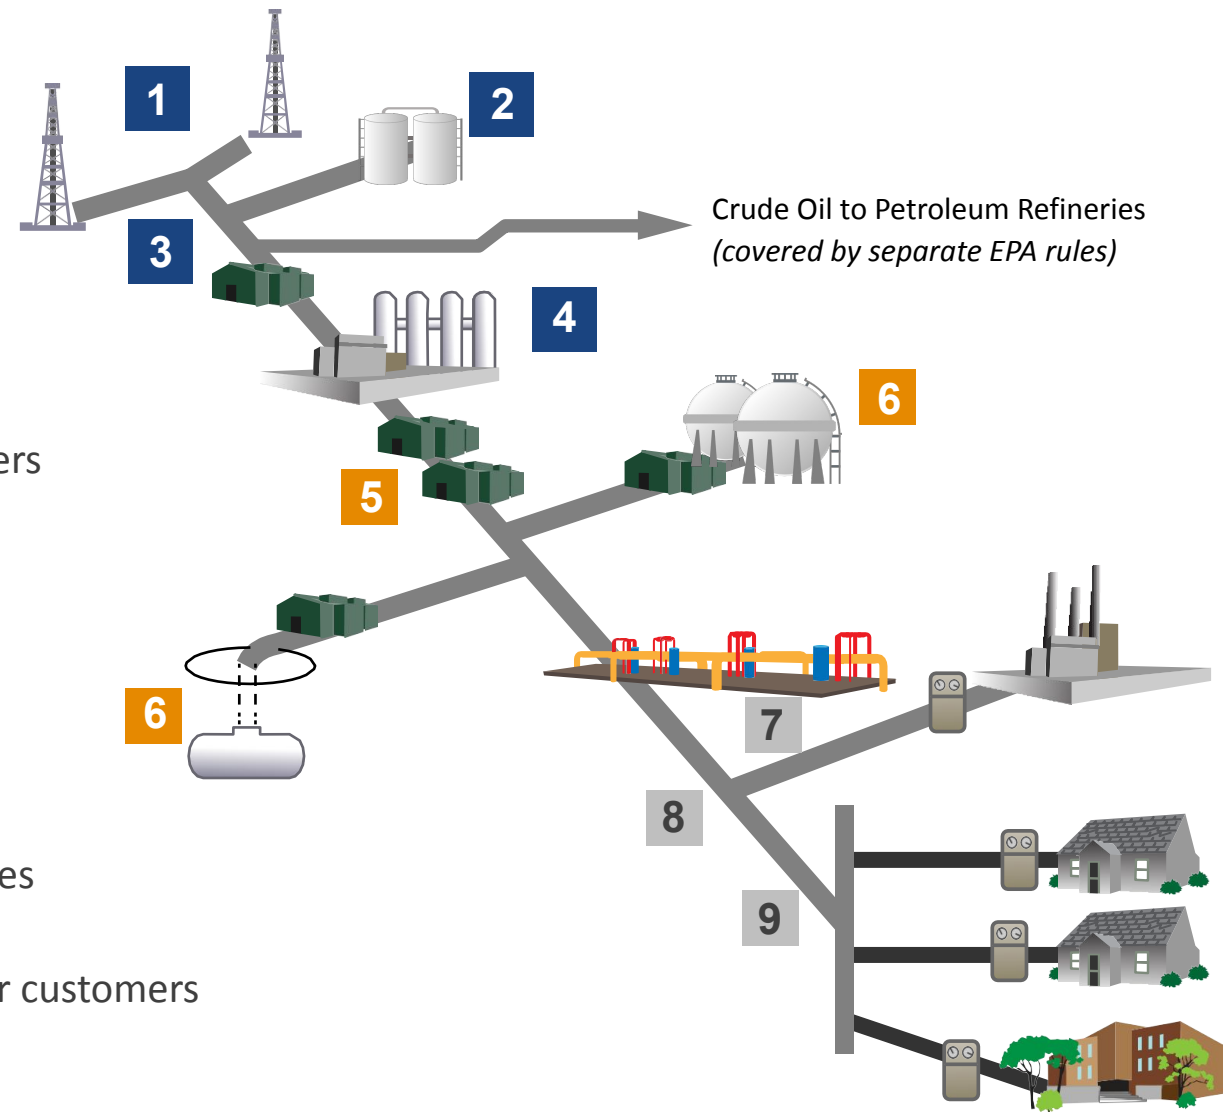 1
2
Crude Oil to Petroleum Refineries
(covered by separate EPA rules)
3
4
6
ers
5
6
7
8
es
9
r customers